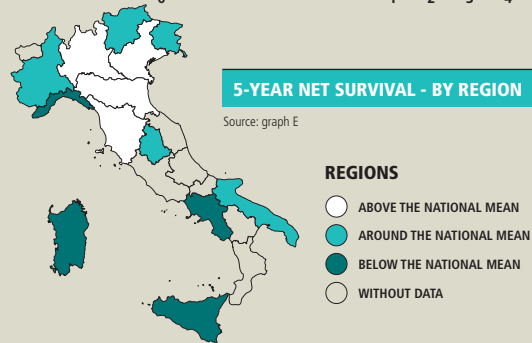 5-YEAR NET SURVIVAL - BY REGION
Source: graph E
REGIONS
ABOVE THE NATIONAL MEAN
AROUND THE NATIONAL MEAN
BELOW THE NATIONAL MEAN
WITHOUT DATA